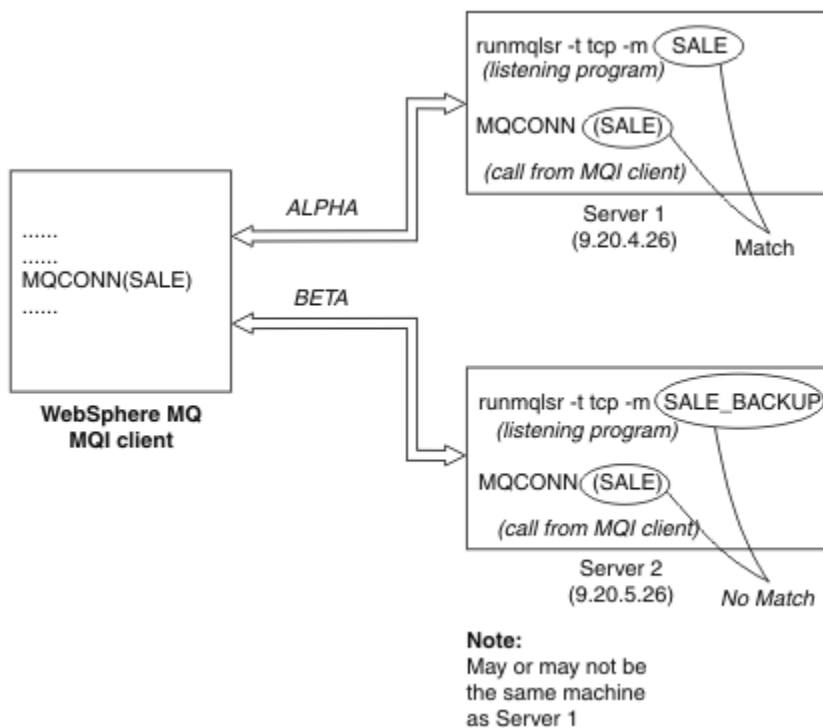 runmqlsr -t tcp -m SALE
(listening program)
MQCONN (SALE)
(call from MQI client)
Server 1
(9.20.4.26)
Match
ALPHA
......
......
MQCONN(SALE)
......
BETA
WebSphere MQ
MQI client
runmqlsr -t tcp -m SALE_BACKUP
(listening program)
MQCONN (SALE)
(call from MQI client)
Server 2
(9.20.5.26)
No Match
Note:
May or may not be
the same machine
as Server 1